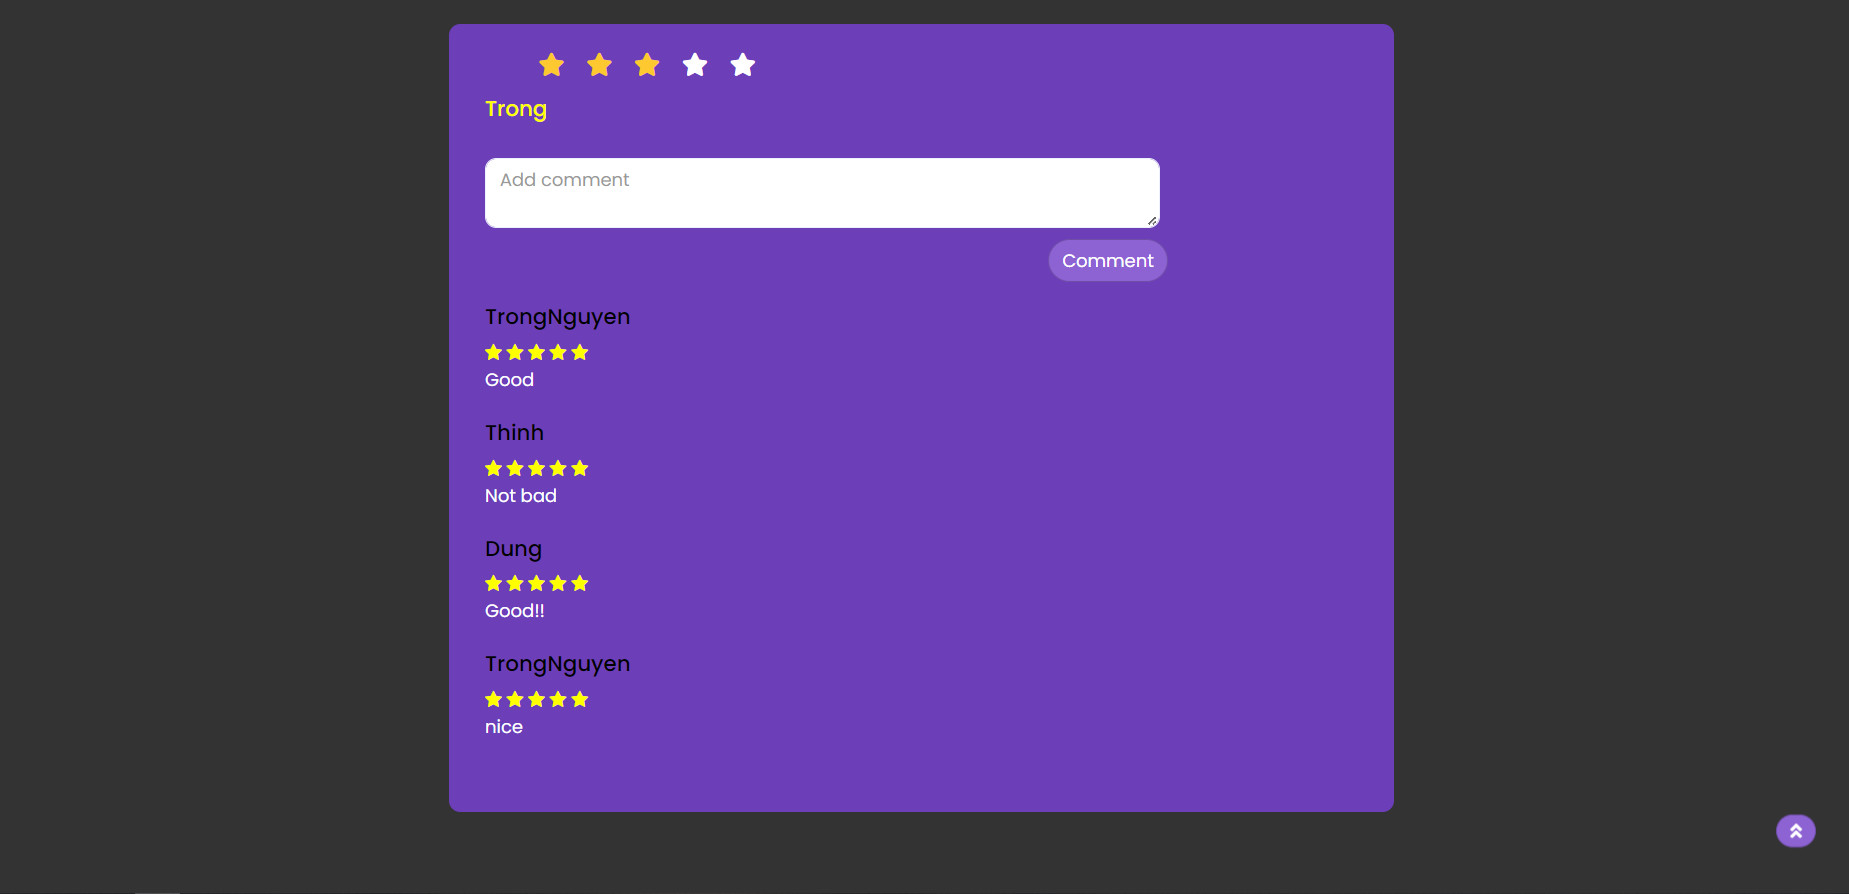 Trong
Add comment
Comment
TrongNguyen
Good
Thinh
Not bad
Dung
Good!!
TrongNguyen
nice